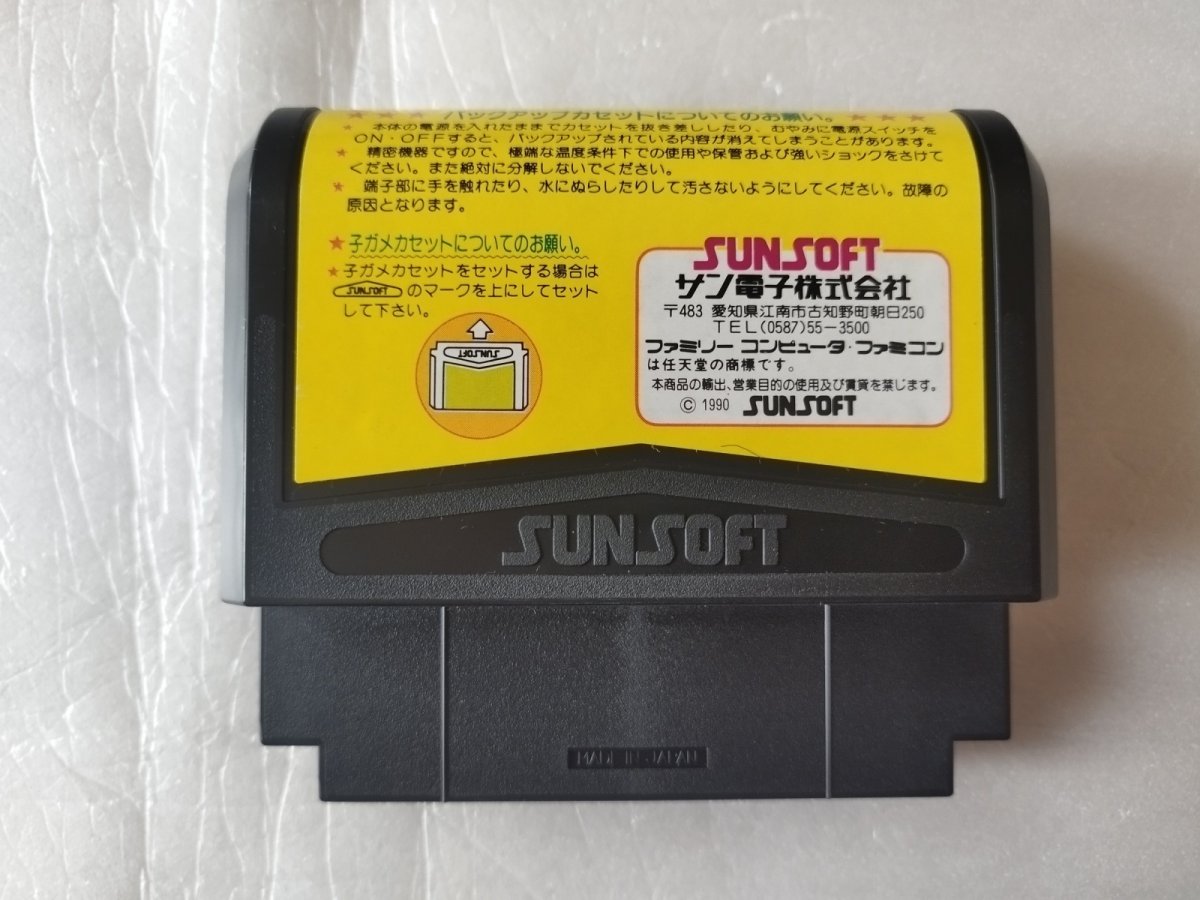 バックアップカセットについてのお願い。
★ 本体の電源を入れたままでカセットを抜き差ししたり、むやみに電源スイッチを
ON・OFFすると、バックアップされている内容が消えてしまうことがあります。
★ 精密機器ですので、極端な温度条件下での使用や保管および強いショックをさけて
ください。また絶対に分解しないでください。
★ 端子部に手を触れたり、水にぬらしたりして汚さないようにしてください。故障の
原因となります。
★子ガメカセットについてのお願い。
★子ガメカセットをセットする場合は
SUNSOFT のマークを上にしてセット
して下さい。
SUNSOFT
SUNSOFT
サン電子株式会社
〒483 愛知県江南市古知野町朝日250
TEL(0587)55-3500
ファミリー コンピュータ・ファミコン
は任天堂の商標です。
本商品の輸出、営業目的の使用及び賃貸を禁じます。
© 1990 SUNSOFT
SUNSOFT
MADE IN JAPAN